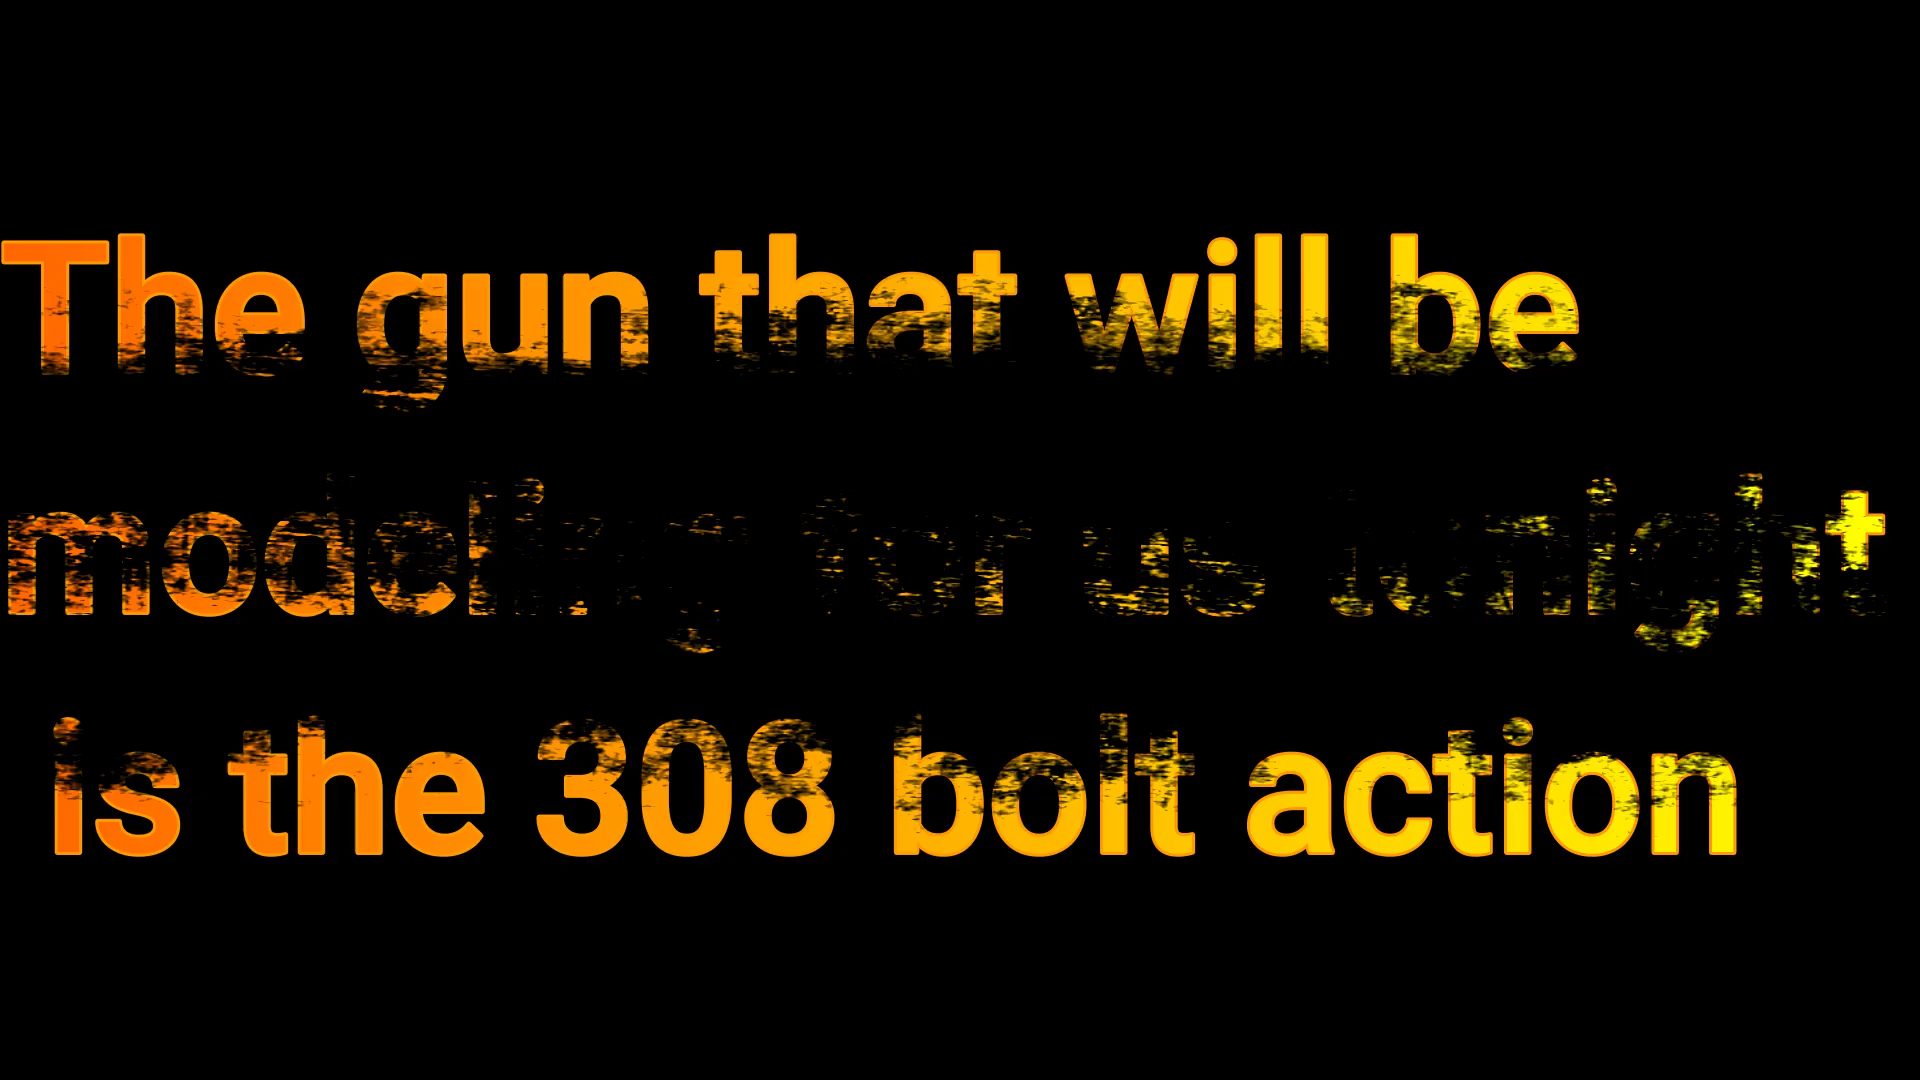 The gun that will be
modeling for us tonight
is the 308 bolt action